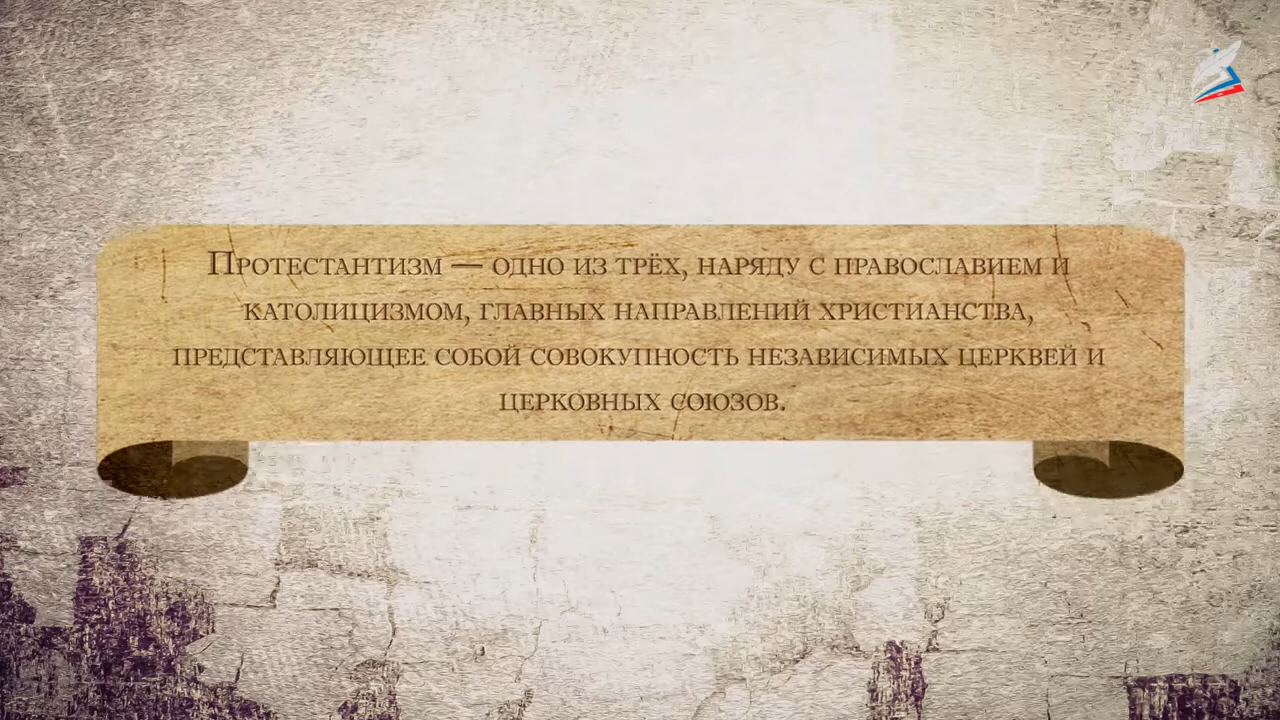 Протестантизм — одно из трёх, наряду с православием и
католицизмом, главных направлений христианства,
представляющее собой совокупность независимых церквей и
церковных союзов.